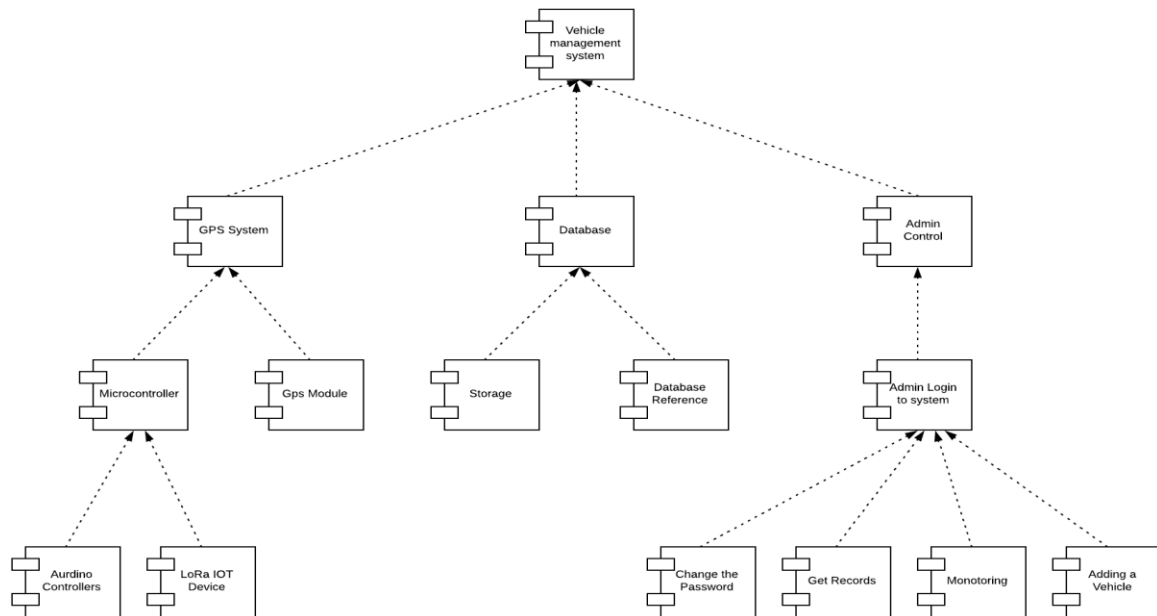 Vehicle
management
system
GPS System
Database
Admin
Control
Microcontroller
Gps Module
Storage
Database
Reference
Admin Login
to system
Aurdino
Controllers
LoRa IOT
Device
Change the
Password
Get Records
Monotoring
Adding a
Vehicle